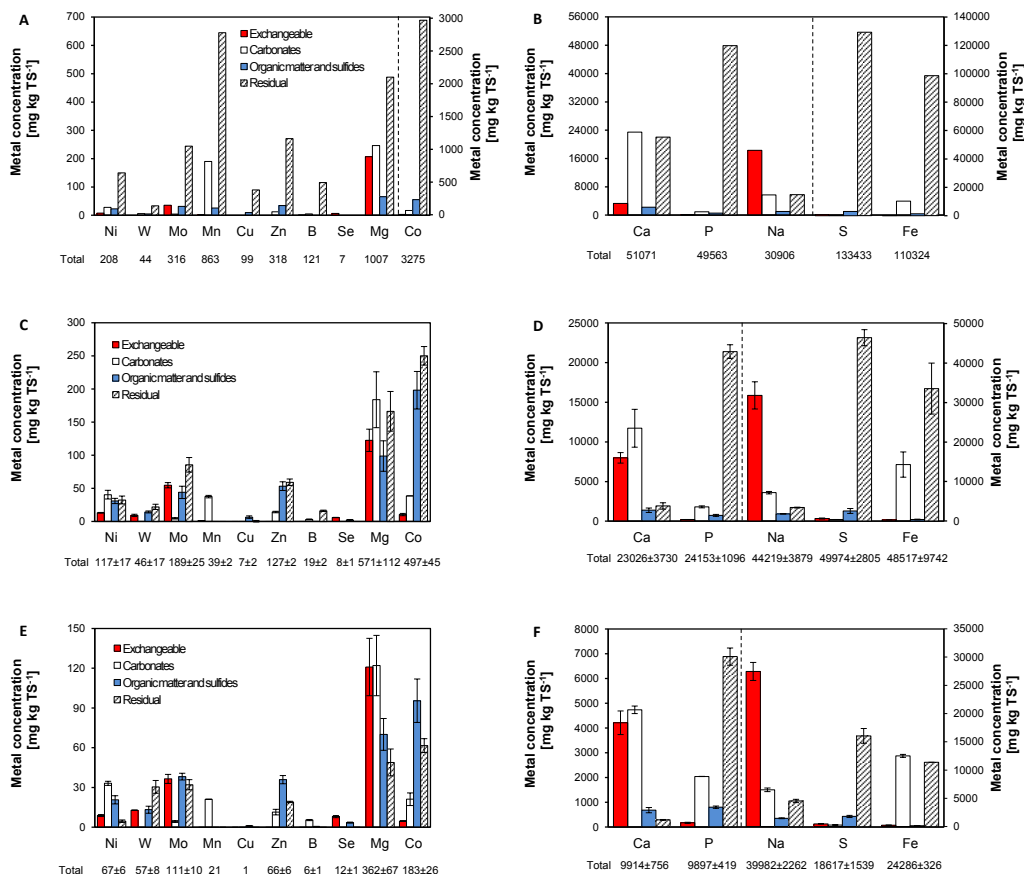 A
Metal concentration
[mg kg TS-1]
700
600
500
400
300
200
100
0
Excheangeable
Carbonates
Organic matter and sulfides
Residual
3000
2500
2000
1500
1000
500
0
Metal concentration
[mg kg TS-1]
Ni W Mo Mn Cu Zn B Se Mg Co
Total 208 44 316 863 99 318 121 7 1007 3275
B
Metal concentration
[mg kg TS-1]
56000
48000
40000
32000
24000
16000
8000
0
140000
120000
100000
80000
60000
40000
20000
0
Metal concentration
[mg kg TS-1]
Ca P Na S Fe
Total 51071 49563 30906 133433 110324
C
Metal concentration
[mg kg TS-1]
300
250
200
150
100
50
0
Exchangeable
Carbonates
Organic matter and sulfides
Residual
Ni W Mo Mn Cu Zn B Se Mg Co
Total 117±17 46±17 189±25 39±2 7±2 127±2 19±2 8±1 571±112 497±45
D
Metal concentration
[mg kg TS-1]
25000
20000
15000
10000
5000
0
50000
40000
30000
20000
10000
0
Metal concentration
[mg kg TS-1]
Ca P Na S Fe
Total 23026±3730 24153±1096 44219±3879 49974±2805 48517±9742
E
Metal concentration
[mg kg TS-1]
150
120
90
60
30
0
Exchangeable
Carbonates
Organic matter and sulfides
Residual
Ni W Mo Mn Cu Zn B Se Mg Co
Total 67±6 57±8 111±10 21 1 66±6 6±1 12±1 362±67 183±26
F
Metal concentration
[mg kg TS-1]
8000
7000
6000
5000
4000
3000
2000
1000
0
35000
30000
25000
20000
15000
10000
5000
0
Metal concentration
[mg kg TS-1]
Ca P Na S Fe
Total 9914±756 9897±419 39982±2262 18617±1539 24286±326